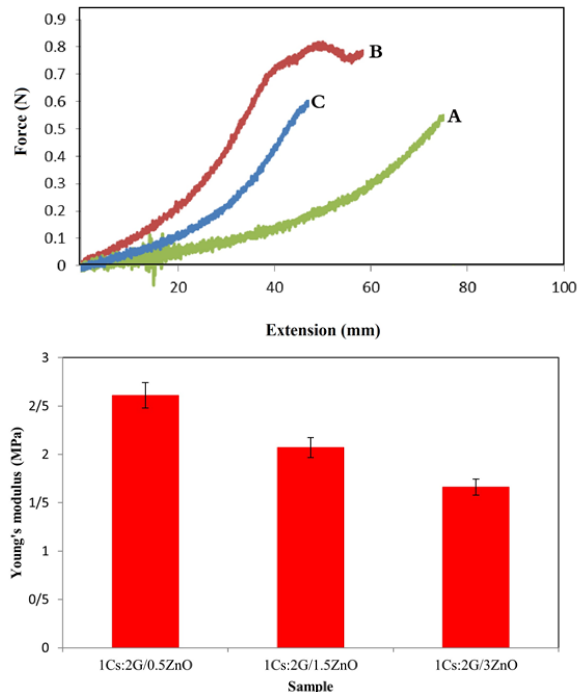 0.9
0.8
0.7
0.6
0.5
0.4
0.3
0.2
0.1
0
Force (N)
B
C
A
20 40 60 80 100
Extension (mm)
3
2/5
2
1/5
1
0/5
0
Young's modulus (MPa)
1Cs:2G/0.5ZnO 1Cs:2G/1.5ZnO 1Cs:2G/3ZnO
Sample